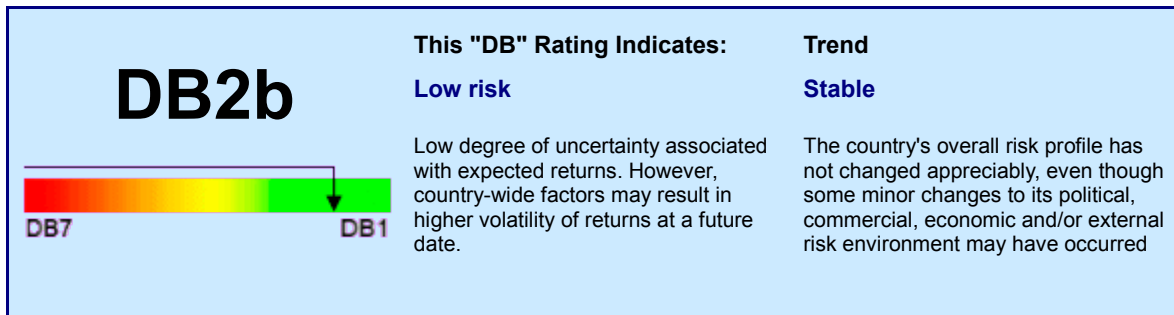 DB2b
DB7
DB1
This "DB" Rating Indicates:
Low risk
Low degree of uncertainty associated
with expected returns. However,
country-wide factors may result in
higher volatility of returns at a future
date.
Trend
Stable
The country's overall risk profile has
not changed appreciably, even though
some minor changes to its political,
commercial, economic and/or external
risk environment may have occurred